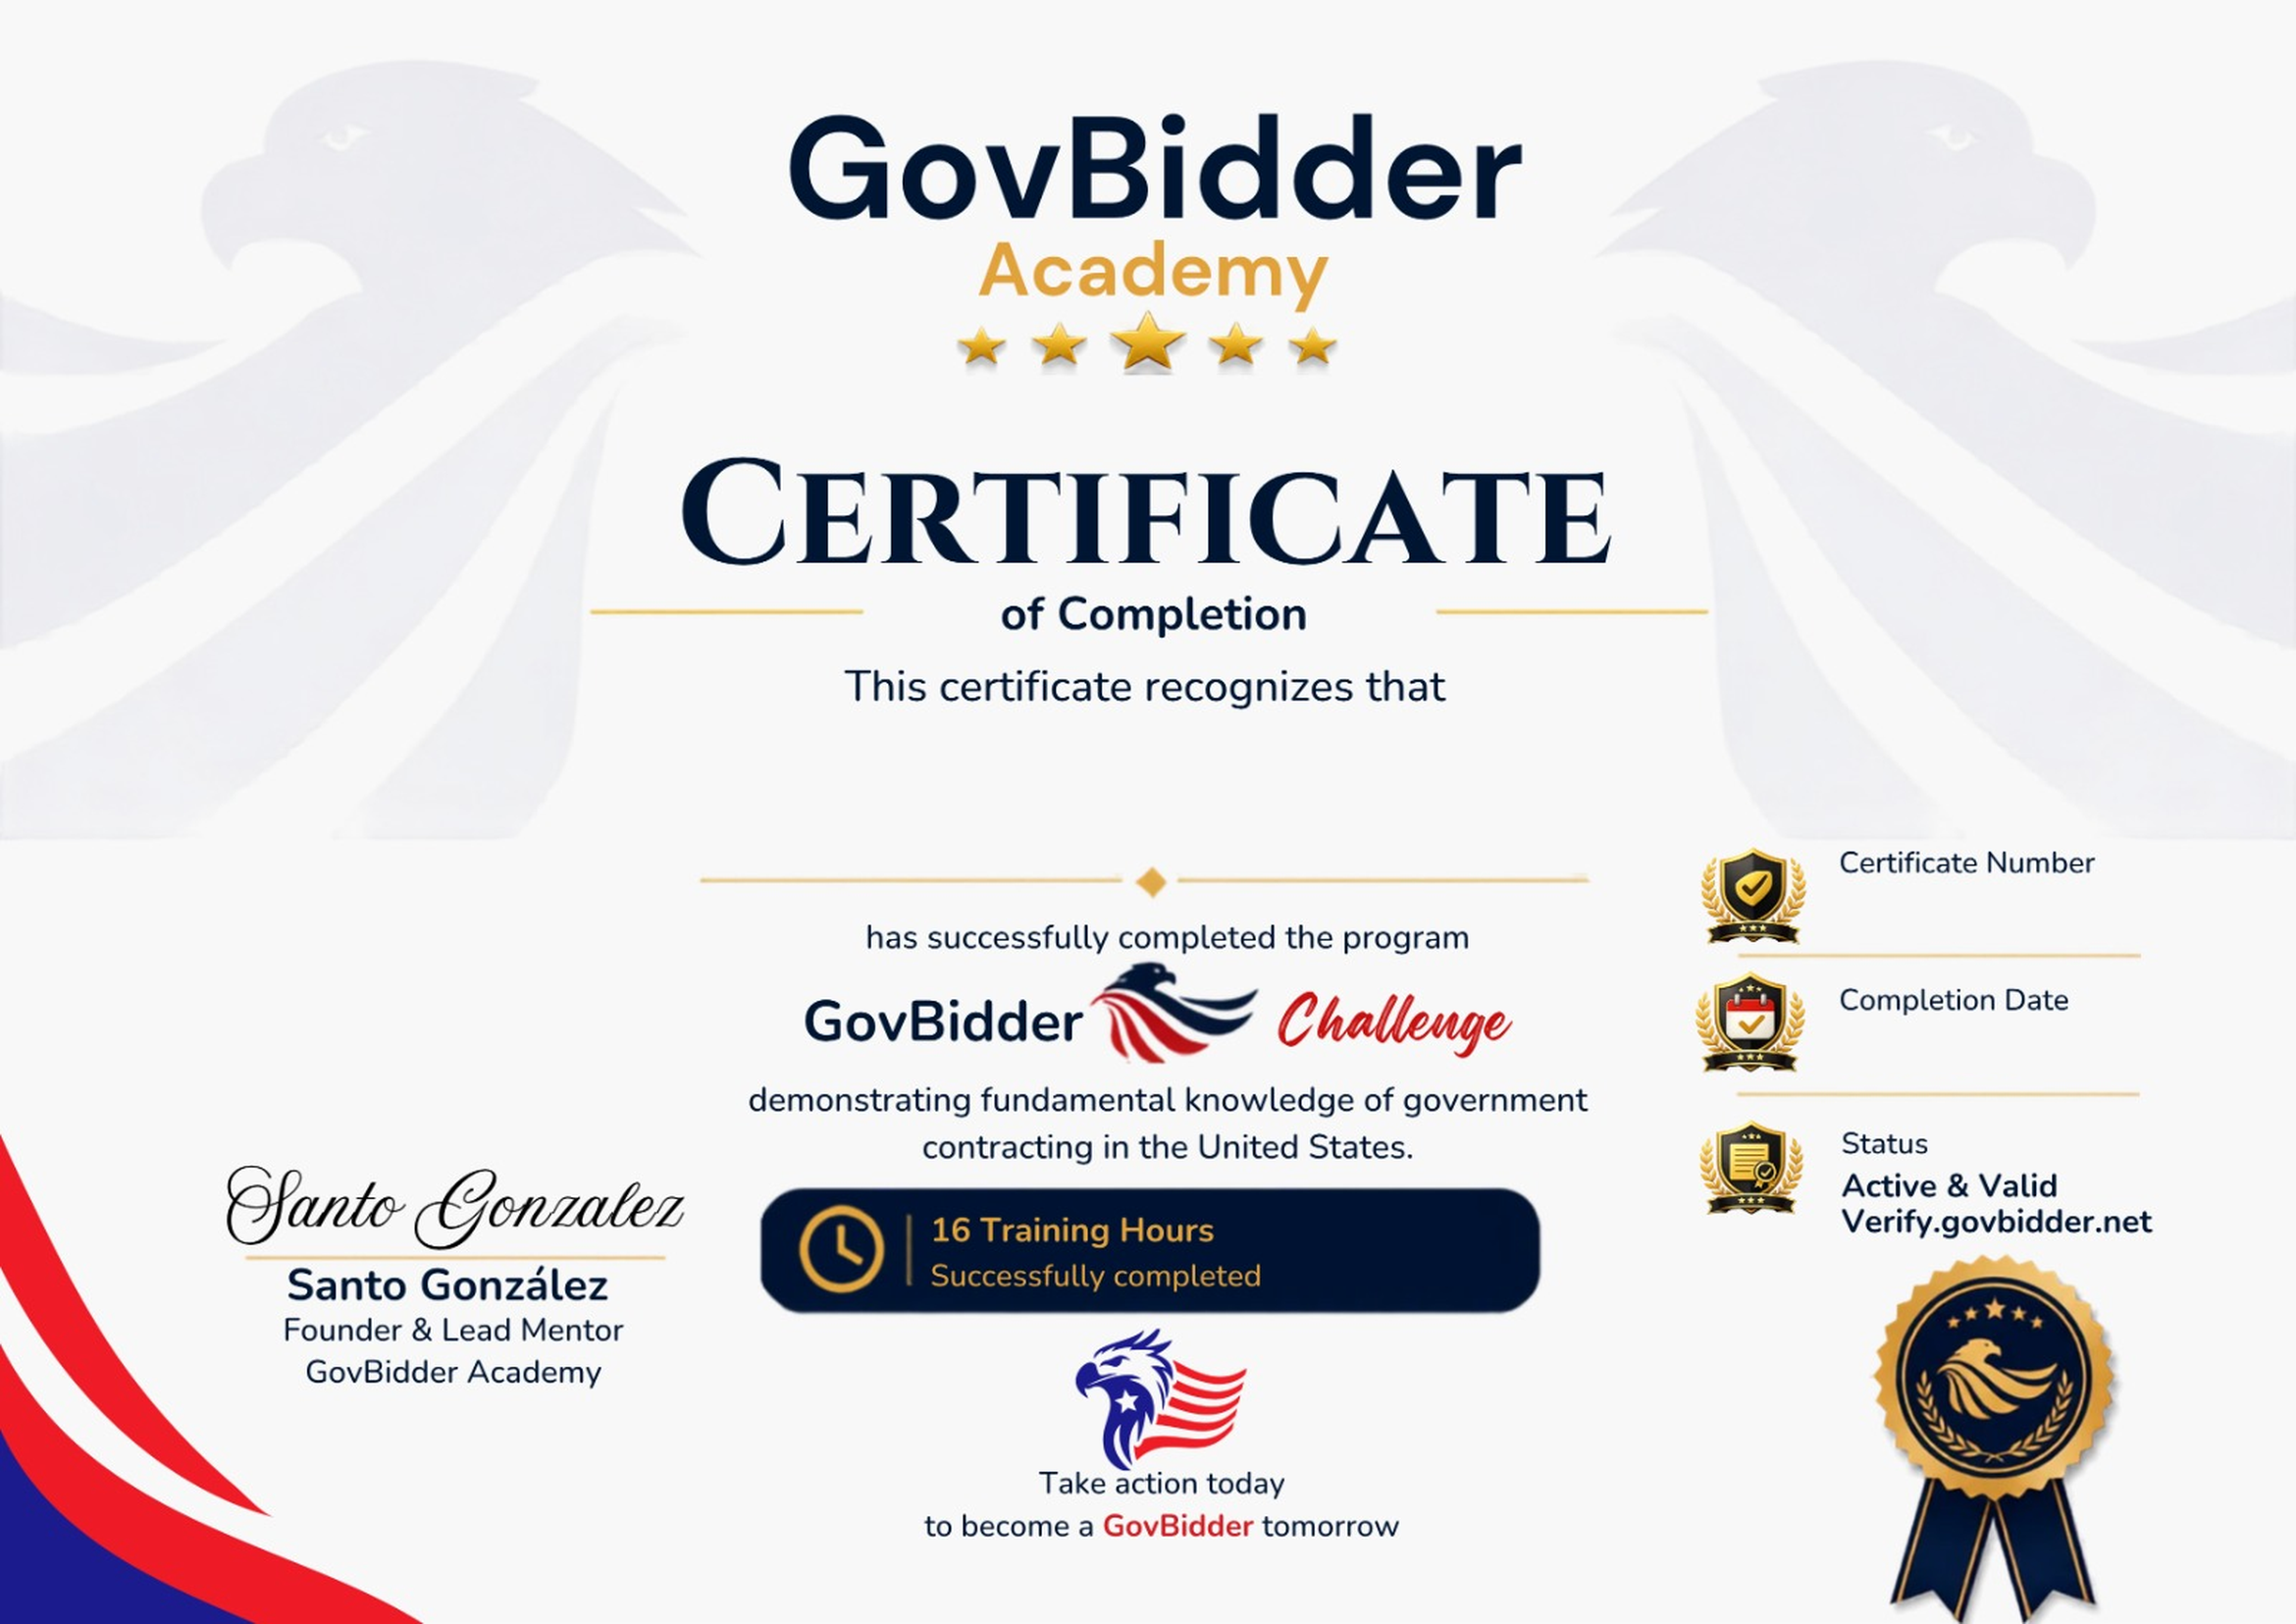 GovBidder
Academy
CERTIFICATE
of Completion
This certificate recognizes that
has successfully completed the program
GovBidder Challenge
demonstrating fundamental knowledge of government
contracting in the United States.
16 Training Hours
Successfully completed
Take action today
to become a GovBidder tomorrow
Santo Gonzalez
Santo González
Founder & Lead Mentor
GovBidder Academy
Certificate Number
Completion Date
Status
Active & Valid
Verify.govbidder.net